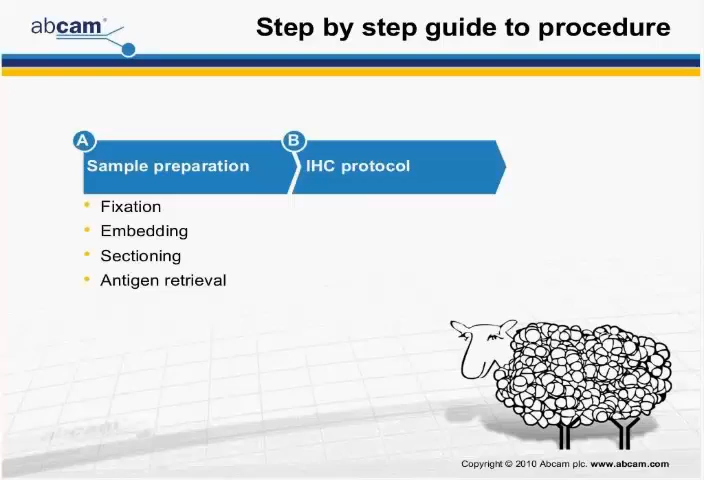 abcam®
Step by step guide to procedure
A
B
Sample preparation
IHC protocol
• Fixation
• Embedding
• Sectioning
• Antigen retrieval
abcam
Copyright © 2010 Abcam plc. www.abcam.com